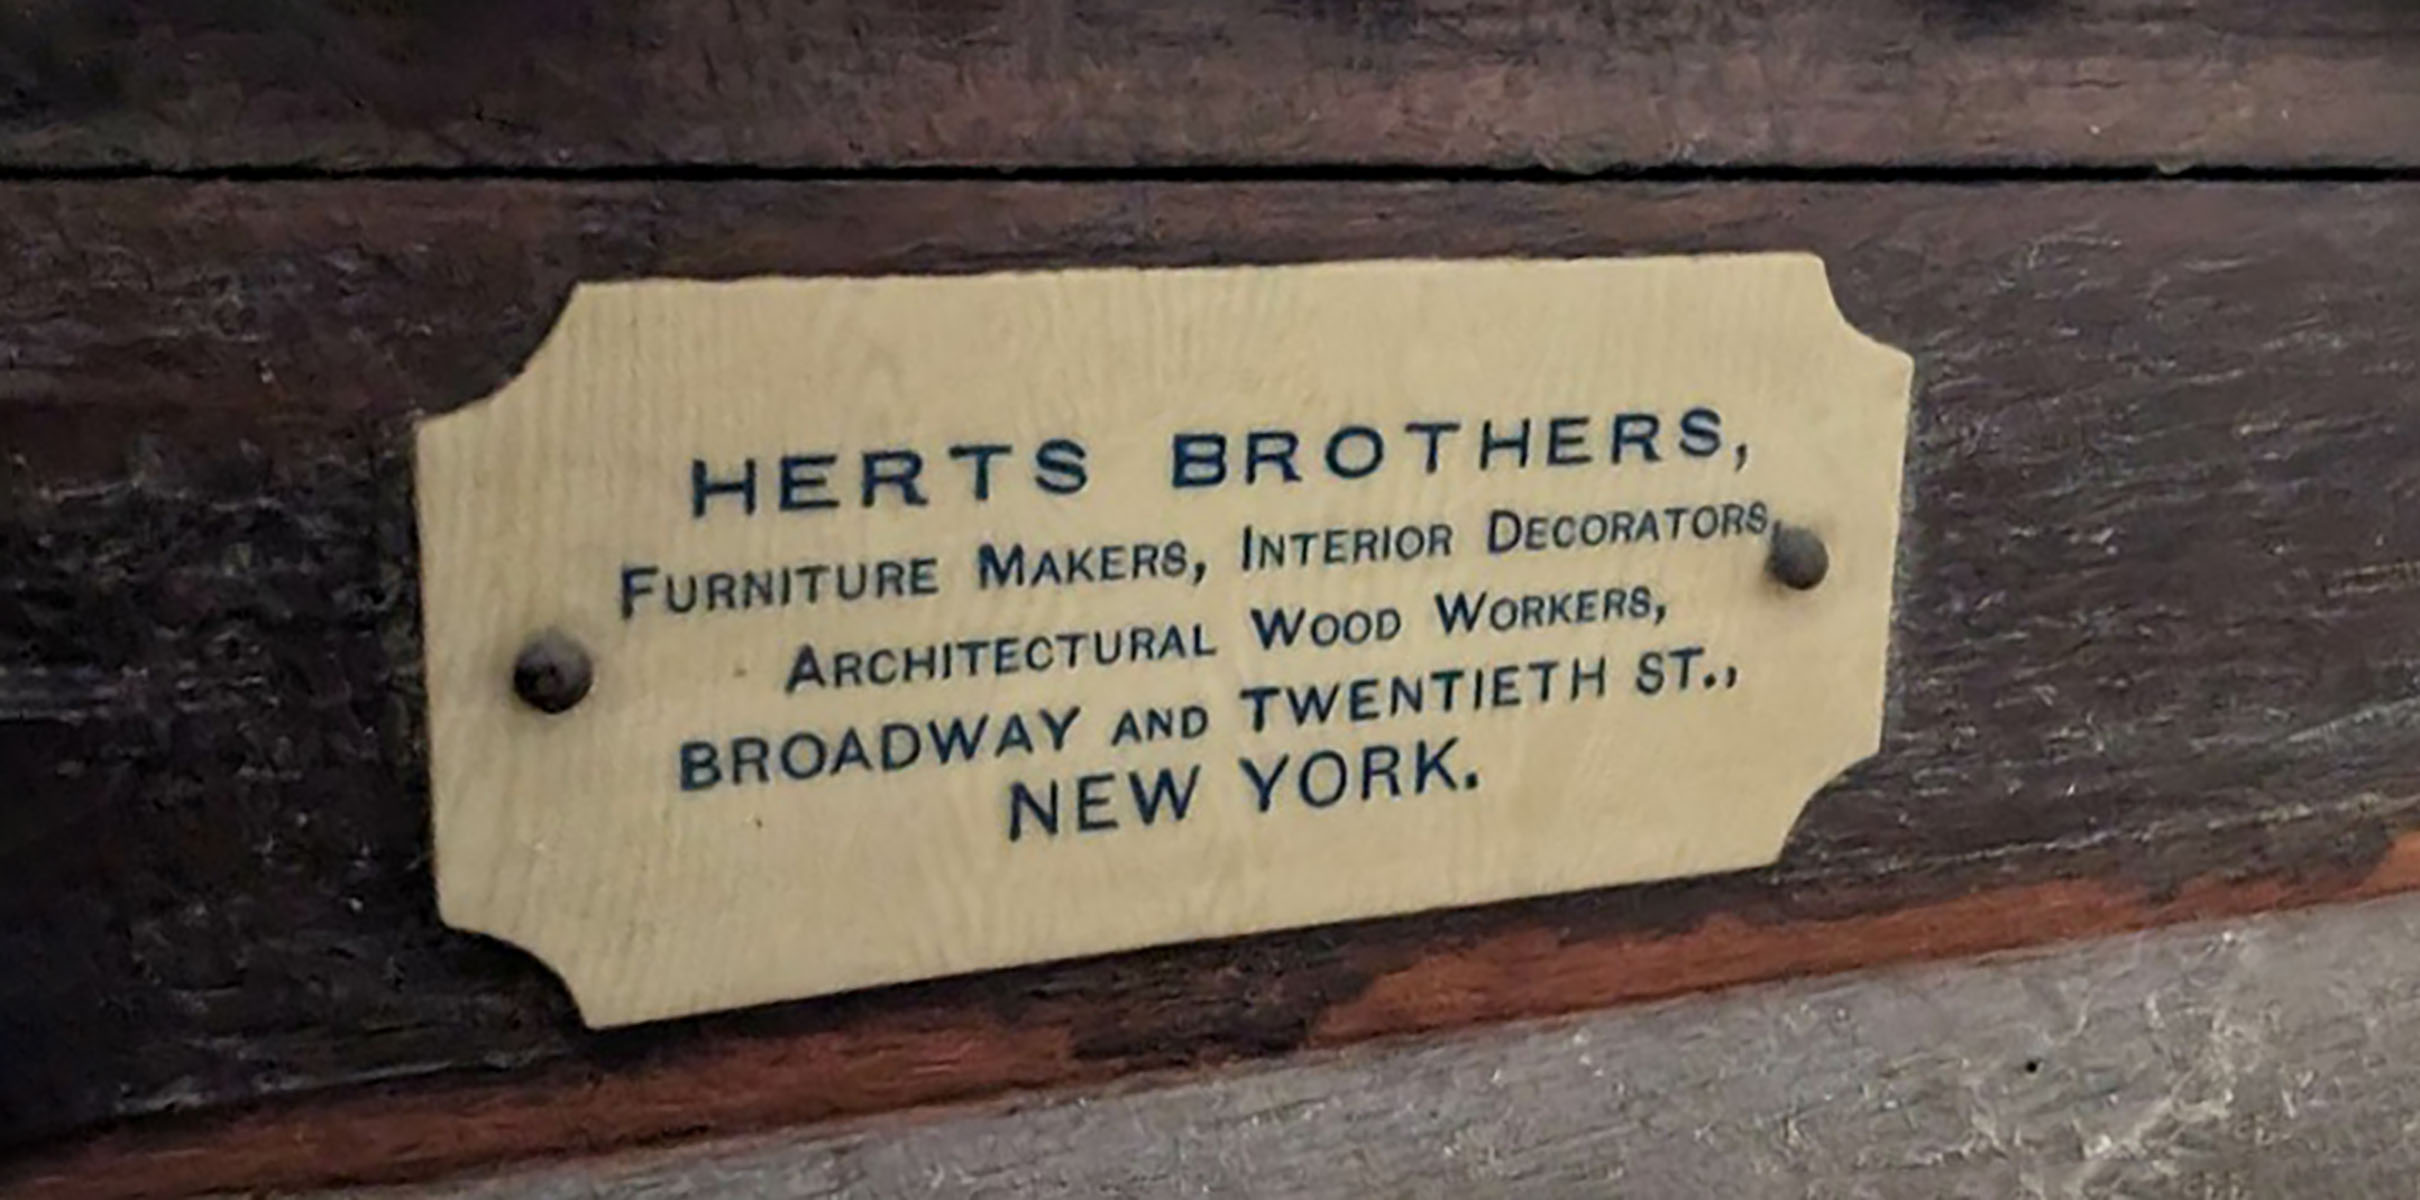 HERTS BROTHERS,
FURNITURE MAKERS, INTERIOR DECORATORS,
ARCHITECTURAL WOOD WORKERS,
BROADWAY AND TWENTIETH ST.,
NEW YORK.